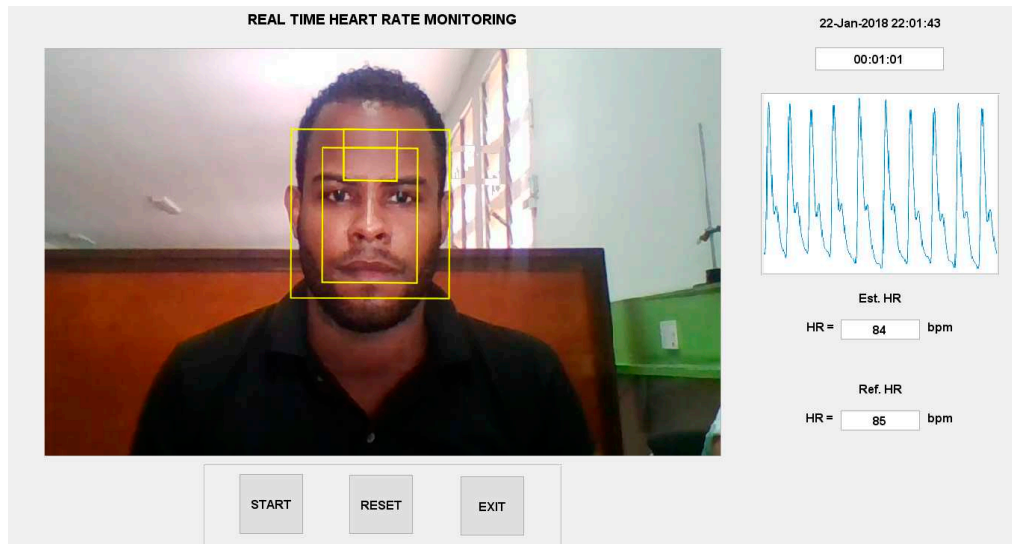 REAL TIME HEART RATE MONITORING
22-Jan-2018 22:01:43
00:01:01
Est. HR
HR = 84 bpm
Ref. HR
HR = 85 bpm
START RESET EXIT